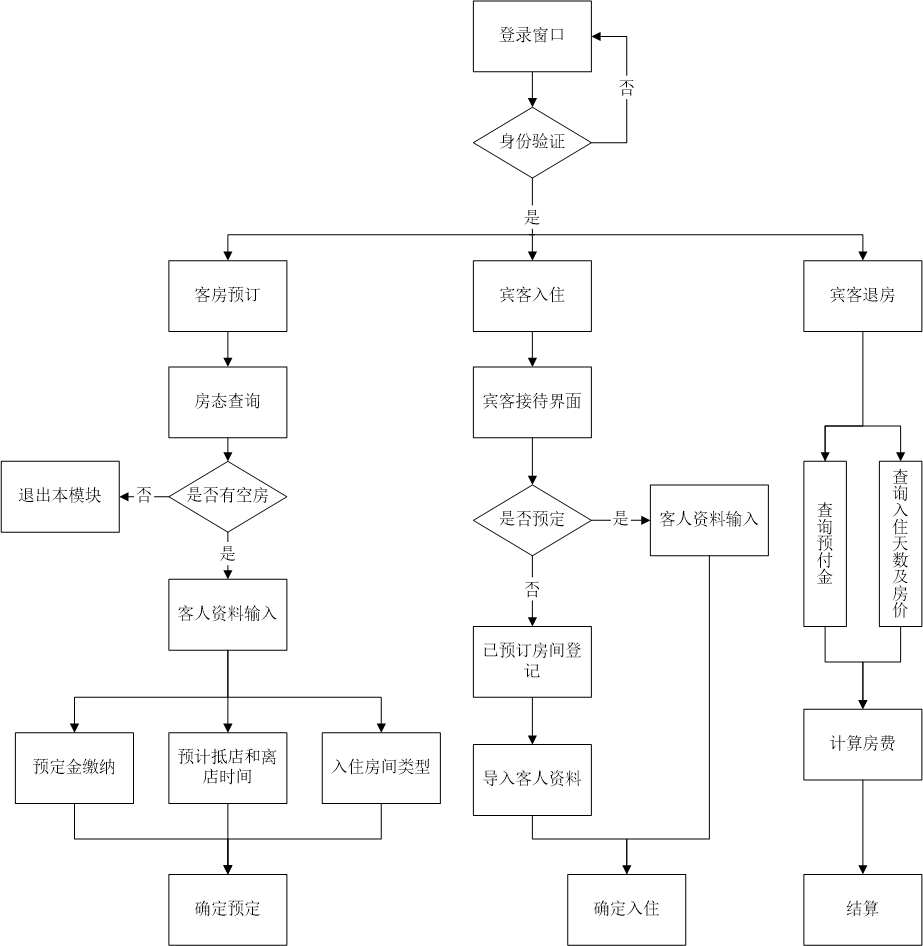 登录窗口
否
身份验证
是
客房预订
宾客入住
宾客退房
房态查询
宾客接待界面
退出本模块
否
是否有空房
是否预定
是
客人资料输入
查询预付金
查询入住天数及房价
是
否
客人资料输入
已预订房间登
记
预定金缴纳
预计抵店和离
店时间
入住房间类型
导入客人资料
计算房费
确定预定
确定入住
结算